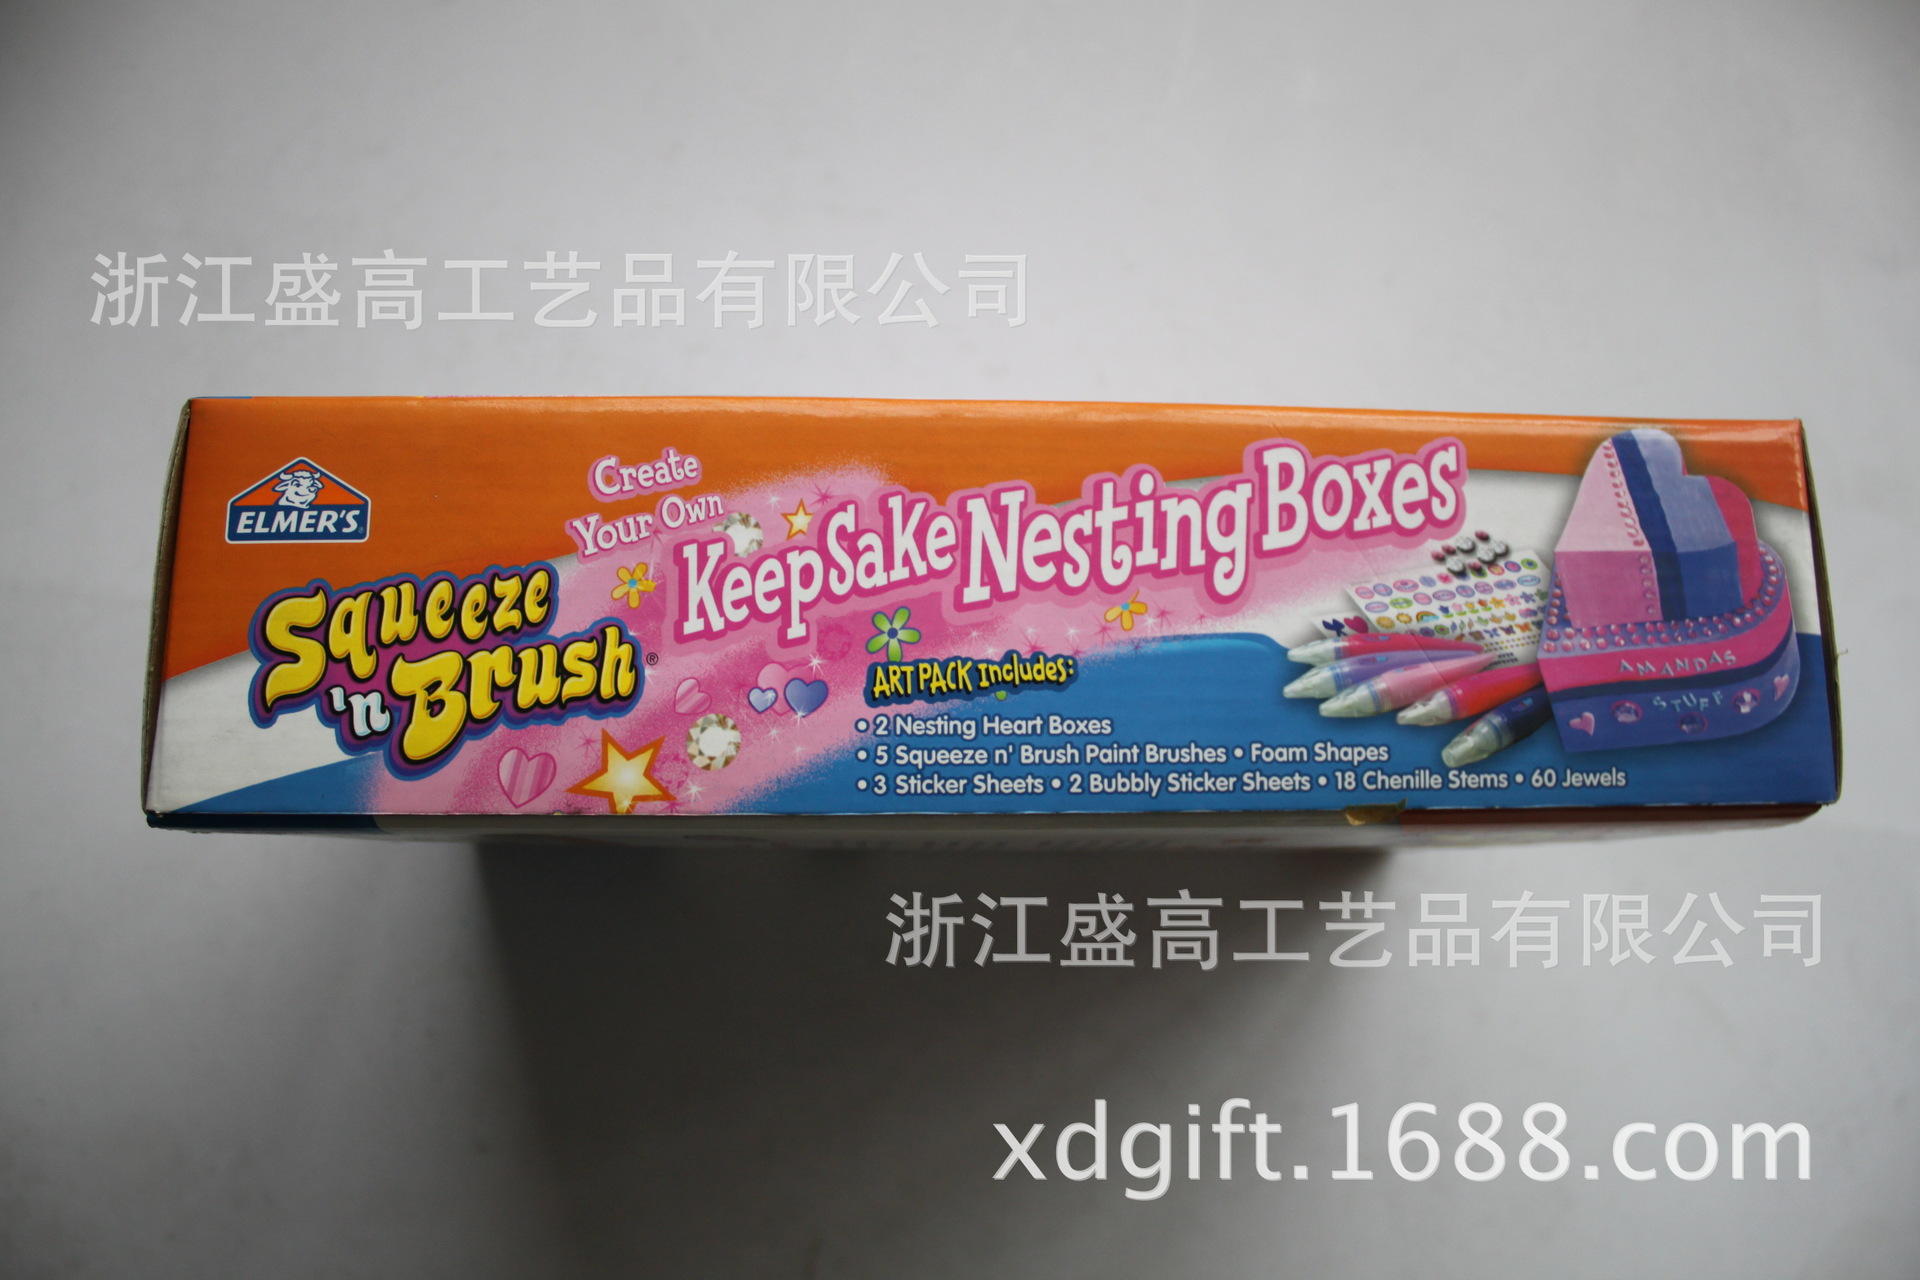 浙江盛高工艺品有限公司
ELMER'S
Create
Your Own
Keepsake Nesting Boxes
Squeeze
'n Brush®
ART PACK Includes:
• 2 Nesting Heart Boxes
• 5 Squeeze n' Brush Paint Brushes • Foam Shapes
• 3 Sticker Sheets • 2 Bubbly Sticker Sheets • 18 Chenille Stems • 60 Jewels
AMANDAS
STUFF
浙江盛高工艺品有限公司
xdgift.1688.com